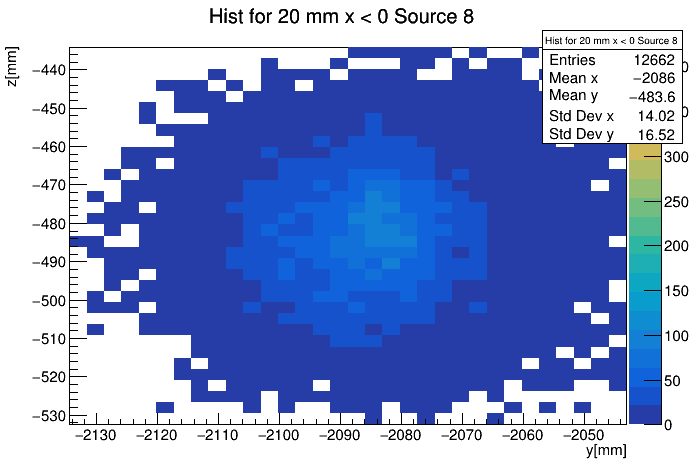 Hist for 20 mm x < 0 Source 8
Hist for 20 mm x < 0 Source 8
Entries 12662
Mean x −2086
Mean y −483.6
Std Dev x 14.02
Std Dev y 16.52
z[mm]
−440
−450
−460
−470
−480
−490
−500
−510
−520
−530
−2130 −2120 −2110 −2100 −2090 −2080 −2070 −2060 −2050
y[mm]
300
250
200
150
100
50
0